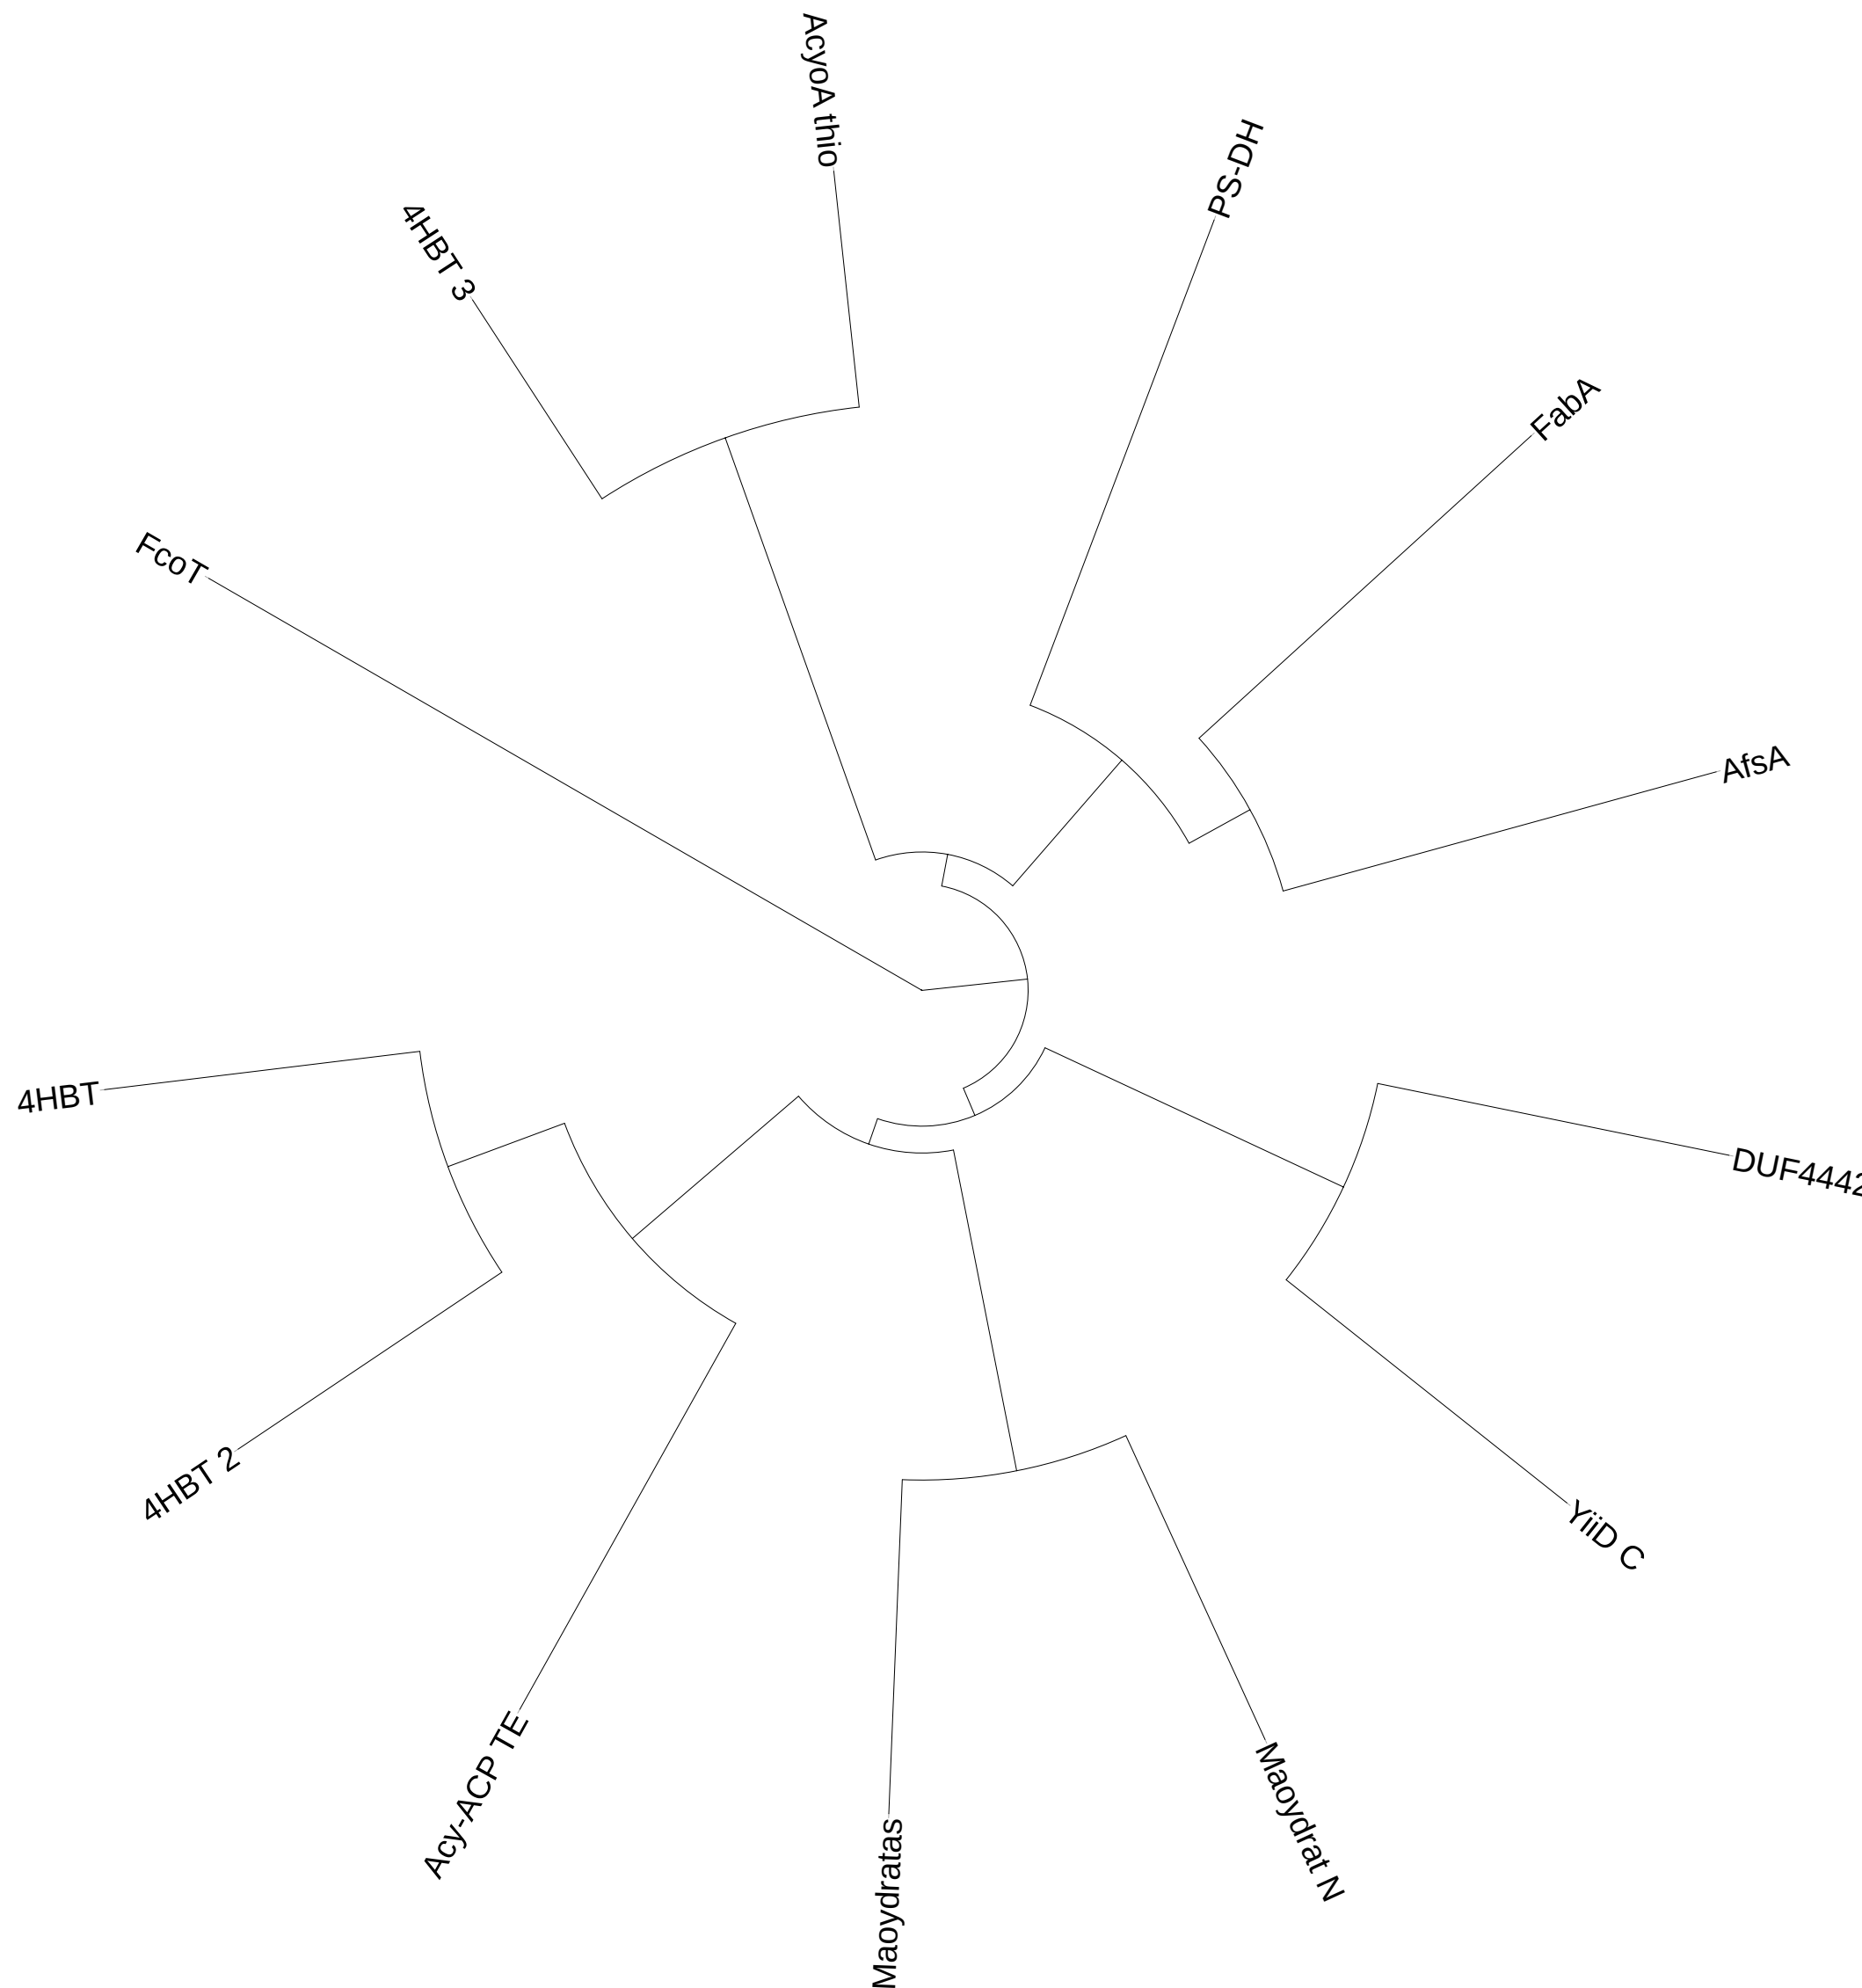 AcyoA thio
PS-DH
4HBT 3
FabA
FcoT
AfsA
4HBT
DUF4442
4HBT 2
YiiD C
Acy-ACP TE
Maoydrat N
Maoydratas